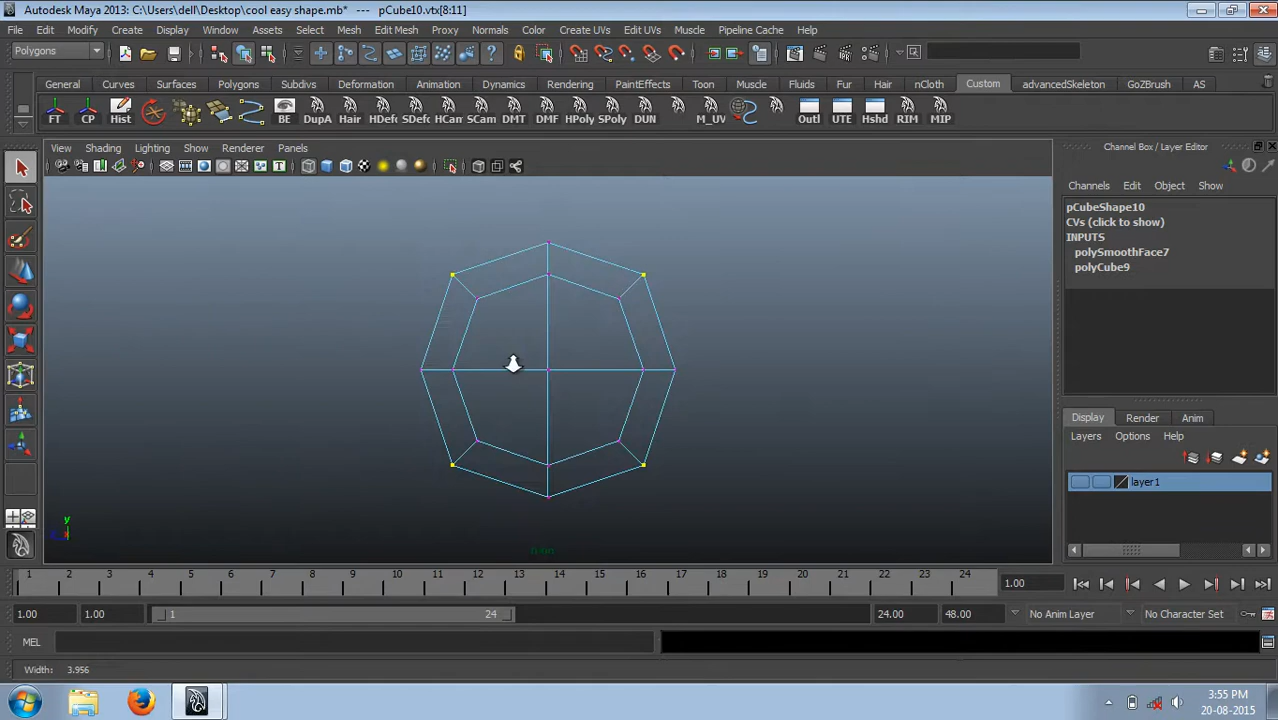 Autodesk Maya 2013: C:\Users\dell\Desktop\cool easy shape.mb* --- pCube10.vtx[8:11]
File Edit Modify Create Display Window Assets Select Mesh Edit Mesh Proxy Normals Color Create UVs Edit UVs Muscle Pipeline Cache Help
Polygons
General Curves Surfaces Polygons Subdivs Deformation Animation Dynamics Rendering PaintEffects Toon Muscle Fluids Fur Hair nCloth Custom advancedSkeleton GoZBrush AS
FT CP Hist BE DupA Hair HDefc SDefc HCam SCam DMT DMF HPoly SPoly DUN M_UV Outl UTE Hshd RIM MIP
View Shading Lighting Show Renderer Panels
Channel Box / Layer Editor
Channels Edit Object Show
pCubeShape10
CVs (click to show)
INPUTS
polySmoothFace7
polyCube9
Display Render Anim
Layers Options Help
layer1
y
1 2 3 4 5 6 7 8 9 10 11 12 13 14 15 16 17 18 19 20 21 22 23 24 1.00
1.00 1.00 1 24 24.00 48.00 No Anim Layer No Character Set
MEL
Width: 3.956
3:55 PM
20-08-2015